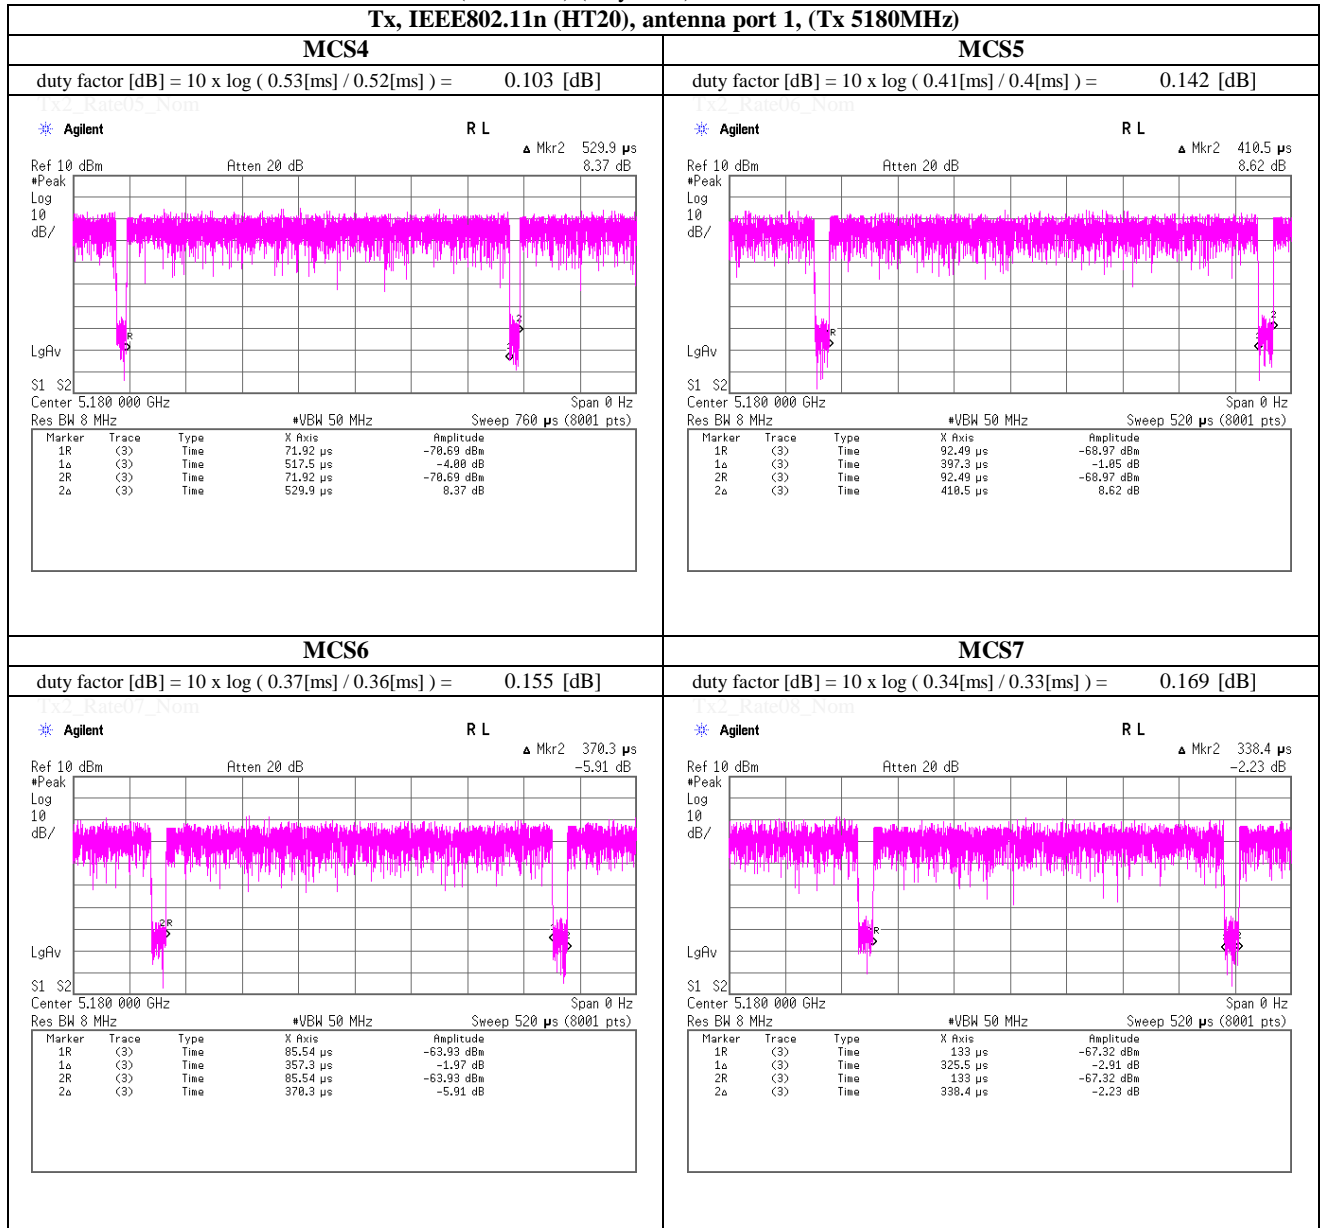 Tx, IEEE802.11n (HT20), antenna port 1, (Tx 5180MHz)
MCS4
duty factor [dB] = 10 x log ( 0.53[ms] / 0.52[ms] ) = 0.103 [dB]
Tx2_Rate05_Nom
Agilent
R L
Δ Mkr2 529.9 µs
Ref 10 dBm Atten 20 dB 8.37 dB
#Peak
Log
10
dB/
R
2
LgAv
S1 S2
Center 5.180 000 GHz Span 0 Hz
Res BW 8 MHz #VBW 50 MHz Sweep 760 µs (8001 pts)
Marker Trace Type X Axis Amplitude
1R (3) Time 71.92 µs -70.69 dBm
1Δ (3) Time 517.5 µs -4.00 dB
2R (3) Time 71.92 µs -70.69 dBm
2Δ (3) Time 529.9 µs 8.37 dB
MCS5
duty factor [dB] = 10 x log ( 0.41[ms] / 0.4[ms] ) = 0.142 [dB]
Tx2_Rate06_Nom
Agilent
R L
Δ Mkr2 410.5 µs
Ref 10 dBm Atten 20 dB 8.62 dB
#Peak
Log
10
dB/
R
2
LgAv
S1 S2
Center 5.180 000 GHz Span 0 Hz
Res BW 8 MHz #VBW 50 MHz Sweep 520 µs (8001 pts)
Marker Trace Type X Axis Amplitude
1R (3) Time 92.49 µs -68.97 dBm
1Δ (3) Time 397.3 µs -1.05 dB
2R (3) Time 92.49 µs -68.97 dBm
2Δ (3) Time 410.5 µs 8.62 dB
MCS6
duty factor [dB] = 10 x log ( 0.37[ms] / 0.36[ms] ) = 0.155 [dB]
Tx2_Rate07_Nom
Agilent
R L
Δ Mkr2 370.3 µs
Ref 10 dBm Atten 20 dB -5.91 dB
#Peak
Log
10
dB/
2R
LgAv
S1 S2
Center 5.180 000 GHz Span 0 Hz
Res BW 8 MHz #VBW 50 MHz Sweep 520 µs (8001 pts)
Marker Trace Type X Axis Amplitude
1R (3) Time 85.54 µs -63.93 dBm
1Δ (3) Time 357.3 µs -1.97 dB
2R (3) Time 85.54 µs -63.93 dBm
2Δ (3) Time 370.3 µs -5.91 dB
MCS7
duty factor [dB] = 10 x log ( 0.34[ms] / 0.33[ms] ) = 0.169 [dB]
Tx2_Rate08_Nom
Agilent
R L
Δ Mkr2 338.4 µs
Ref 10 dBm Atten 20 dB -2.23 dB
#Peak
Log
10
dB/
R
LgAv
S1 S2
Center 5.180 000 GHz Span 0 Hz
Res BW 8 MHz #VBW 50 MHz Sweep 520 µs (8001 pts)
Marker Trace Type X Axis Amplitude
1R (3) Time 133 µs -67.32 dBm
1Δ (3) Time 325.5 µs -2.91 dB
2R (3) Time 133 µs -67.32 dBm
2Δ (3) Time 338.4 µs -2.23 dB